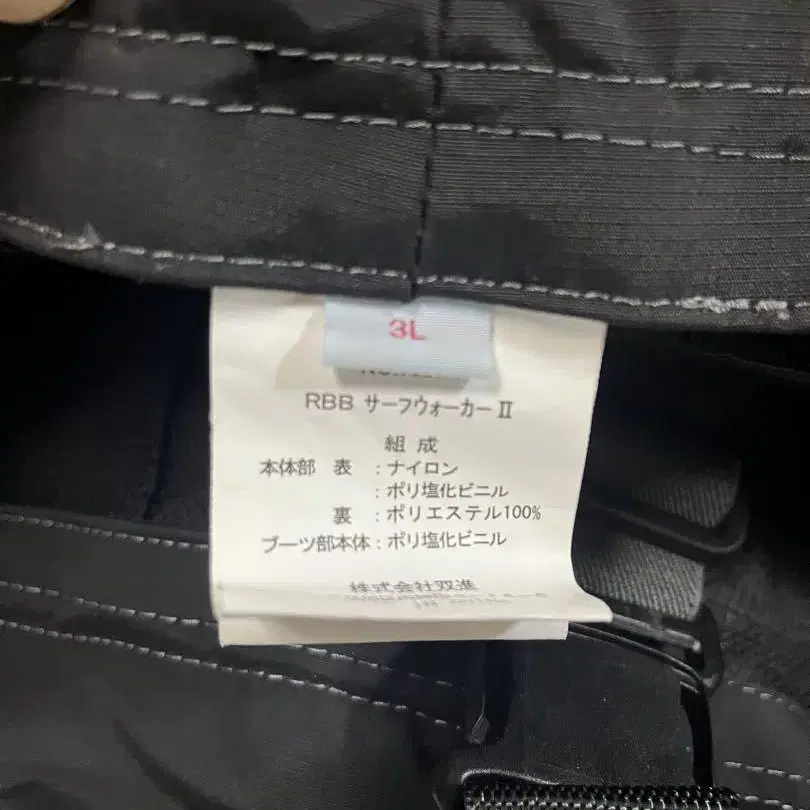 3L
RBB サーフウォーカー II
組成
本体部 表 : ナイロン
: ポリ塩化ビニル
裏 : ポリエステル100%
ブーツ部本体 : ポリ塩化ビニル
株式会社双進